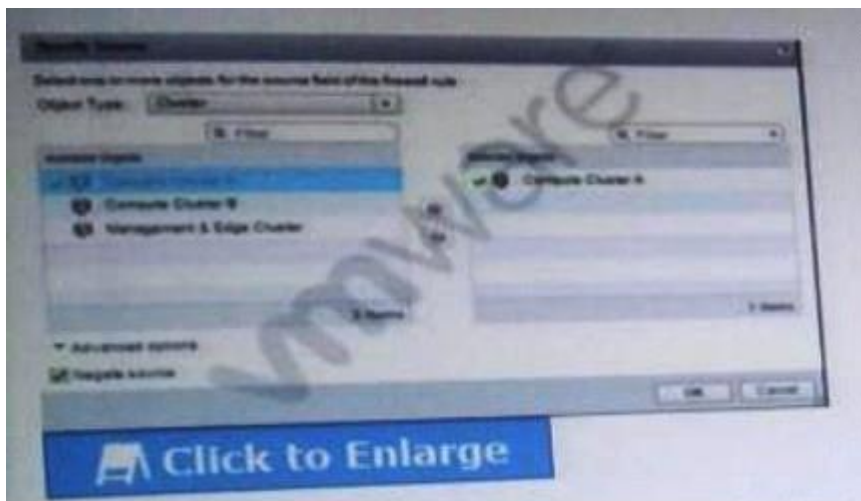 Specify Source
Select one or more objects for the source field of this firewall rule
Object Type: Cluster
Filter
Filter
Available Objects
Selected Objects
Compute Cluster A
Compute Cluster A
Compute Cluster B
Management & Edge Cluster
3 items
1 items
Advanced options
Negate source
OK
Cancel
vmware
Click to Enlarge